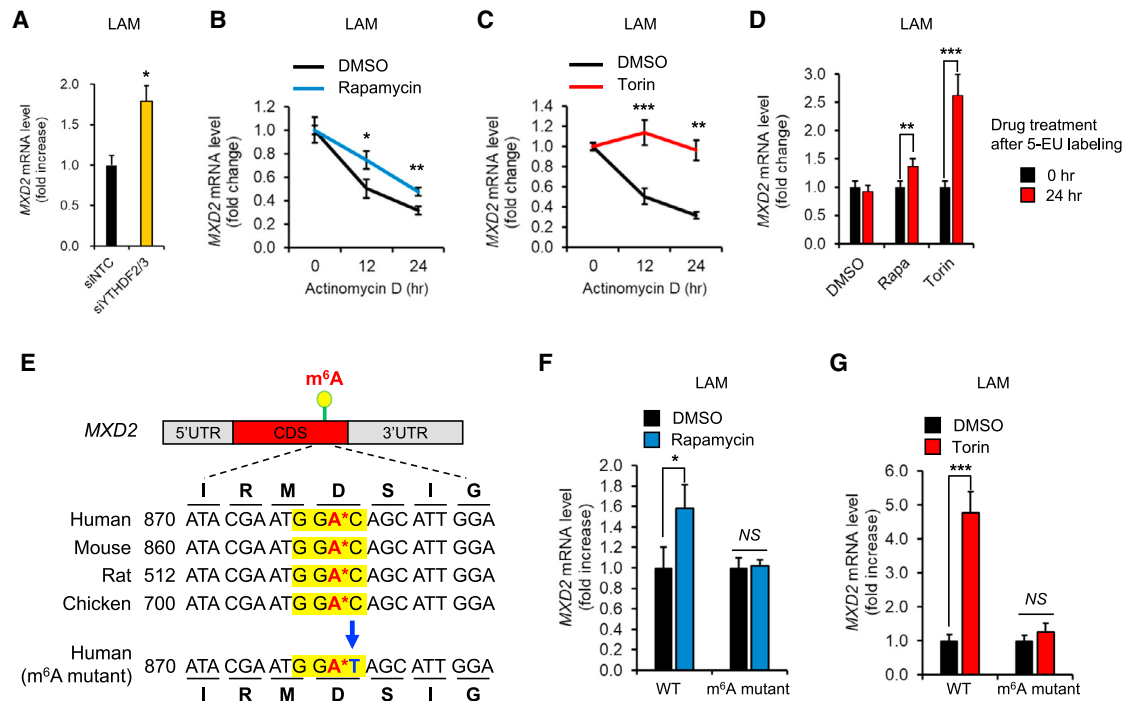 A
LAM
MXD2 mRNA level
(fold increase)
2.0
1.5
1.0
0.5
0.0
*
siNTC
siYTHDF2/3
B
LAM
DMSO
Rapamycin
MXD2 mRNA level
(fold change)
1.2
1.0
0.8
0.6
0.4
0.2
0.0
*
**
0 12 24
Actinomycin D (hr)
C
LAM
DMSO
Torin
MXD2 mRNA level
(fold change)
1.4
1.2
1.0
0.8
0.6
0.4
0.2
0.0
***
**
0 12 24
Actinomycin D (hr)
D
LAM
MXD2 mRNA level
(fold change)
3.0
2.5
2.0
1.5
1.0
0.5
0.0
**
***
DMSO
Rapa
Torin
Drug treatment
after 5-EU labeling
0 hr
24 hr
E
m⁶A
MXD2 5'UTR CDS 3'UTR
I R M D S I G
Human 870 ATA CGA ATG GA*C AGC ATT GGA
Mouse 860 ATA CGA ATG GA*C AGC ATT GGA
Rat 512 ATA CGA ATG GA*C AGC ATT GGA
Chicken 700 ATA CGA ATG GA*C AGC ATT GGA
Human
(m⁶A mutant)
870 ATA CGA ATG GA*T AGC ATT GGA
I R M D S I G
F
LAM
DMSO
Rapamycin
MXD2 mRNA level
(fold increase)
2.0
1.8
1.6
1.4
1.2
1.0
0.8
0.6
0.4
0.2
0.0
*
NS
WT m⁶A mutant
G
LAM
DMSO
Torin
MXD2 mRNA level
(fold increase)
6.0
5.0
4.0
3.0
2.0
1.0
0.0
***
NS
WT m⁶A mutant